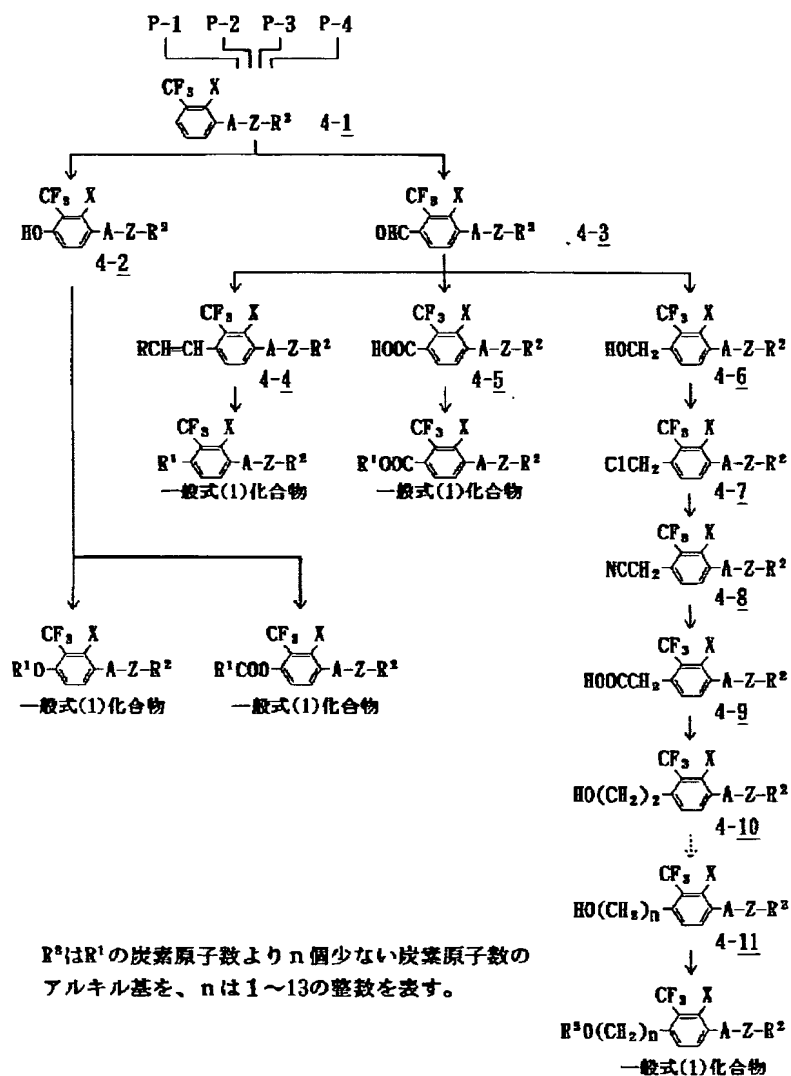 P-1 P-2 P-3 P-4
CF₃ X
A-Z-R² 4-1
CF₃ X CF₃ X
HO A-Z-R² OHC A-Z-R² 4-3
4-2
CF₃ X CF₃ X CF₃ X
RCH=CH A-Z-R² HOOC A-Z-R² HOCH₂ A-Z-R²
4-4 4-5 4-6
CF₃ X CF₃ X CF₃ X
R¹ A-Z-R² R¹OOC A-Z-R² ClCH₂ A-Z-R²
一般式(1)化合物 一般式(1)化合物 4-7
CF₃ X
NCCH₂ A-Z-R²
4-8
CF₃ X CF₃ X CF₃ X
R¹O A-Z-R² R¹COO A-Z-R² HOOCCH₂ A-Z-R²
一般式(1)化合物 一般式(1)化合物 4-9
CF₃ X
HO(CH₂)₂ A-Z-R²
4-10
CF₃ X
HO(CH₂)n A-Z-R²
4-11
R³はR¹の炭素原子数よりn個少ない炭素原子数の
アルキル基を、nは1~13の整数を表す。
CF₃ X
R³O(CH₂)n A-Z-R²
一般式(1)化合物